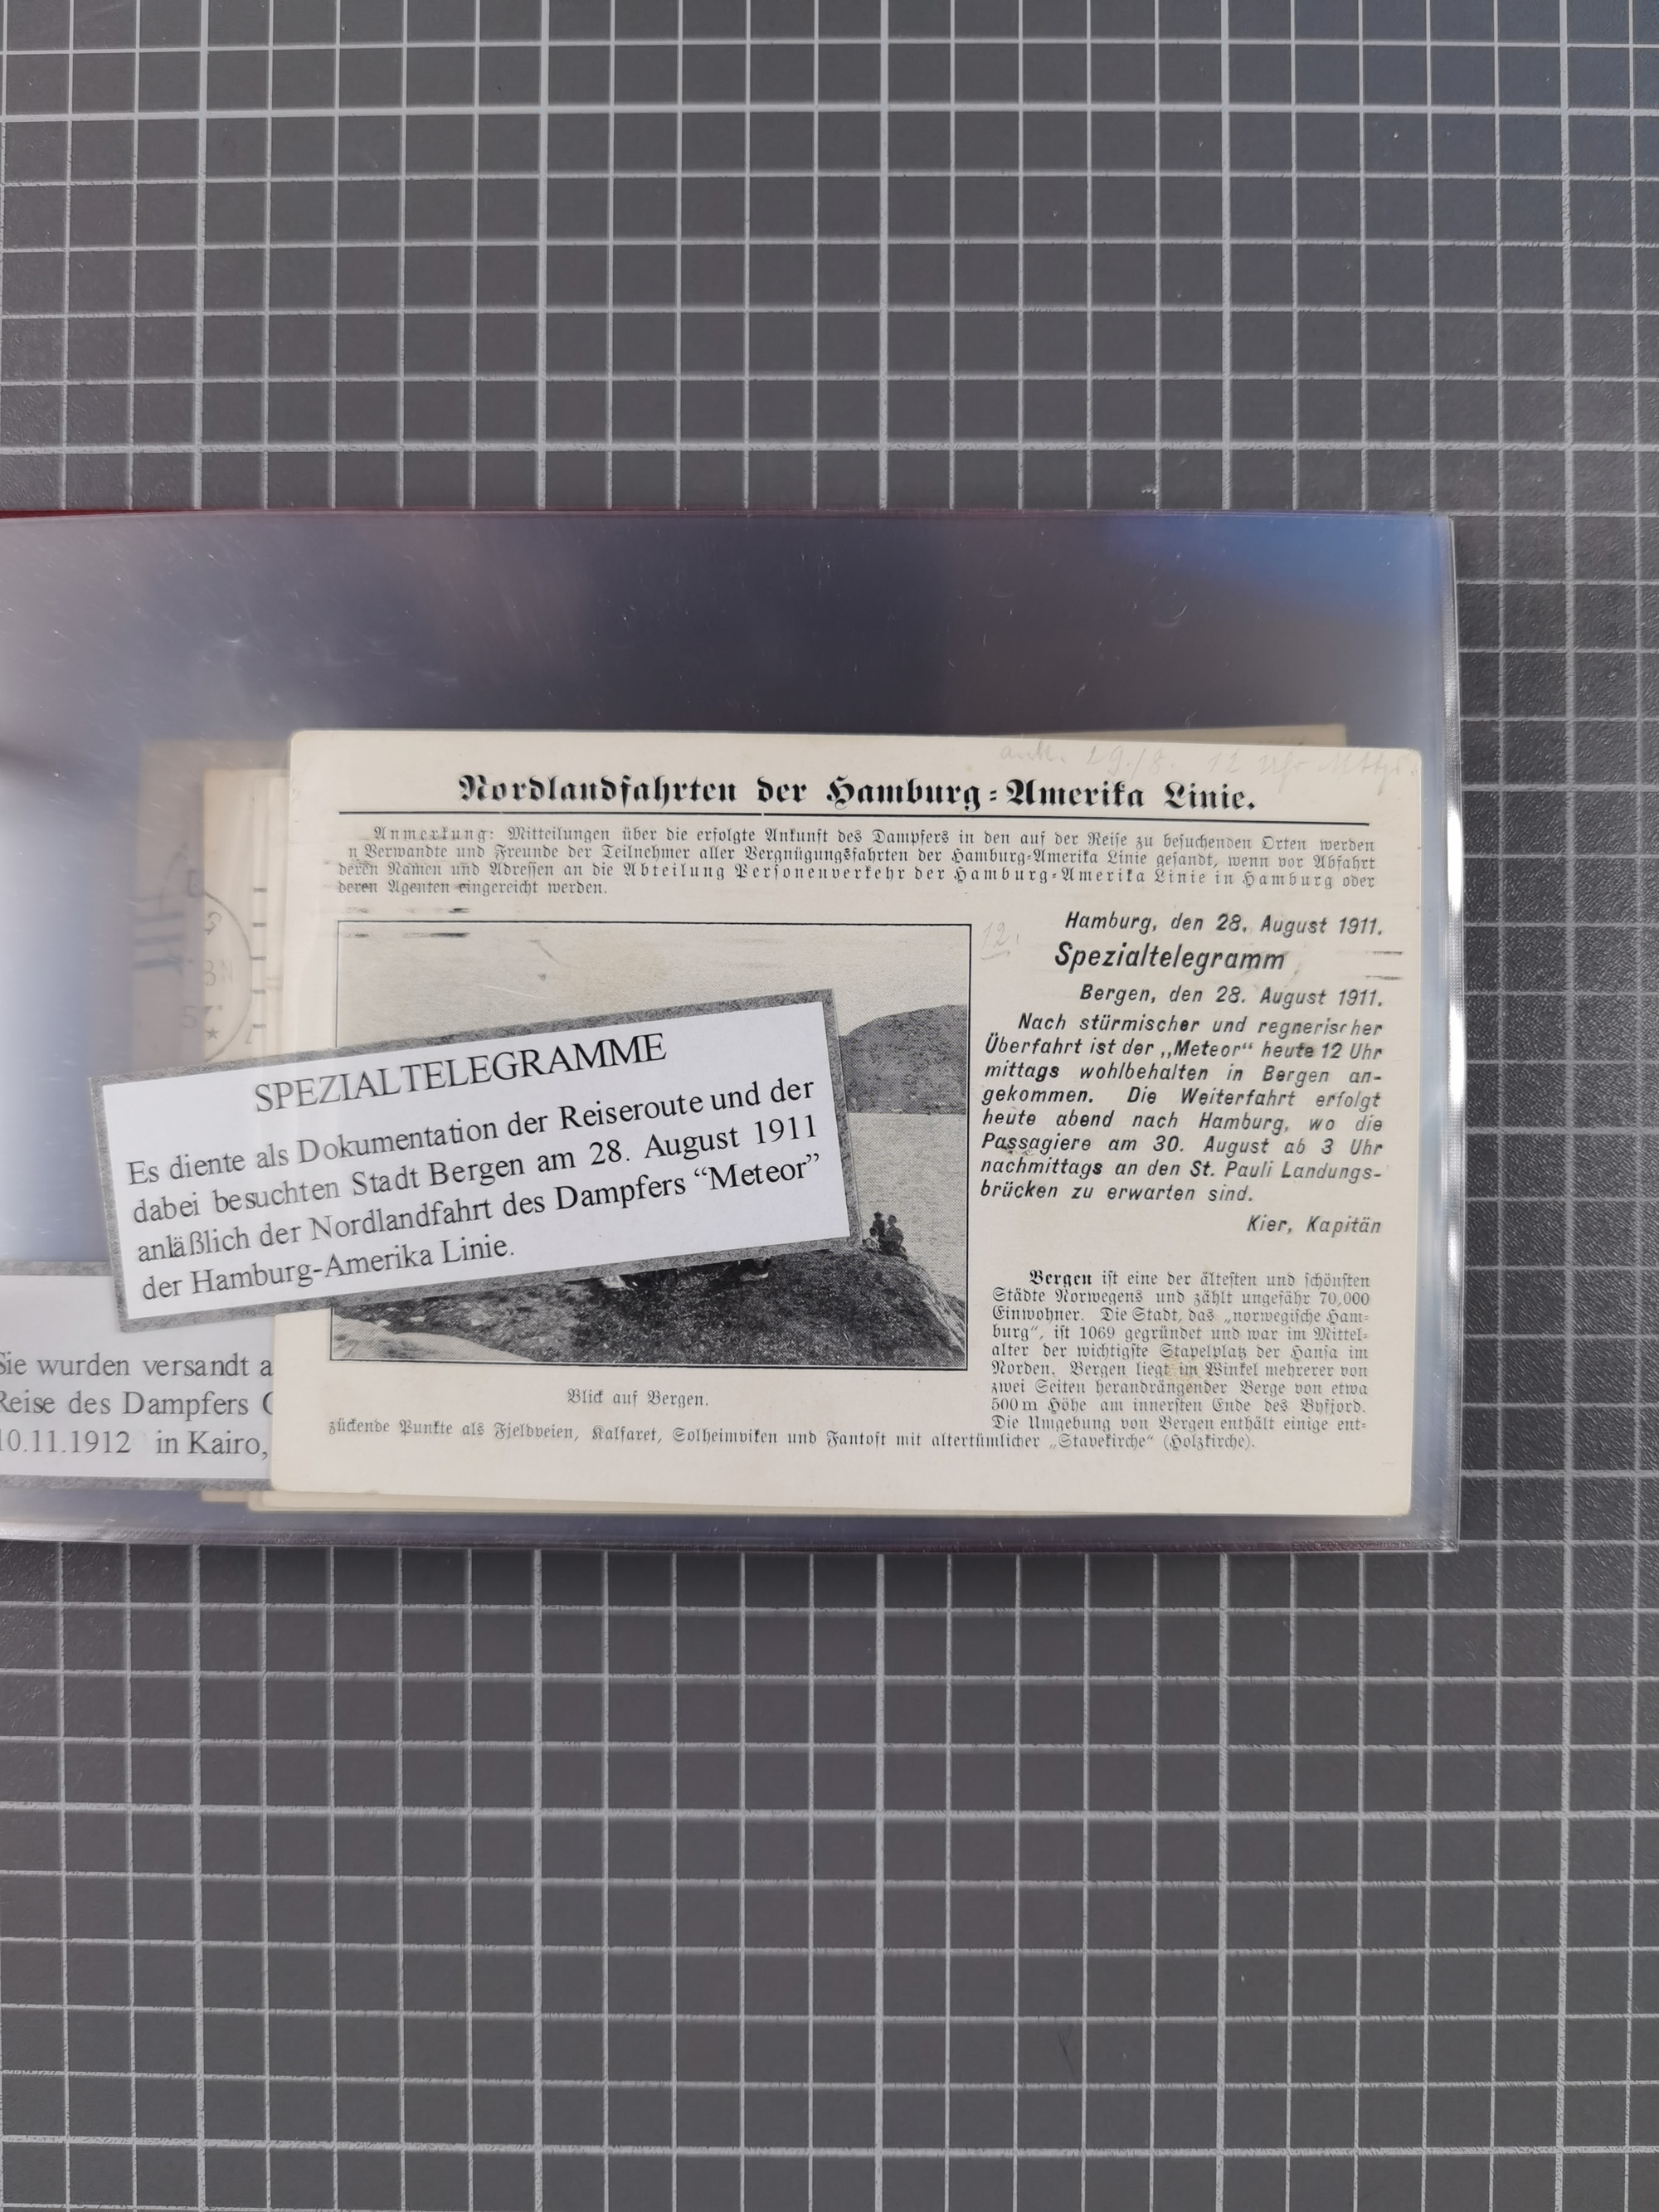 ank. 29./8. 12 Uhr
Nordlandfahrten der Hamburg-Amerika Linie.
Anmerkung: Mitteilungen über die erfolgte Ankunft des Dampfers in den auf der Reise zu besuchenden Orten werden
n Verwandte und Freunde der Teilnehmer aller Vergnügungsfahrten der Hamburg-Amerika Linie gesandt, wenn vor Abfahrt
deren Namen und Adressen an die Abteilung Personenverkehr der Hamburg-Amerika Linie in Hamburg oder
deren Agenten eingereicht werden.
12.
Hamburg, den 28. August 1911.
Spezialtelegramm
Bergen, den 28. August 1911.
Nach stürmischer und regnerischer
Überfahrt ist der „Meteor“ heute 12 Uhr
mittags wohlbehalten in Bergen an-
gekommen. Die Weiterfahrt erfolgt
heute abend nach Hamburg, wo die
Passagiere am 30. August ab 3 Uhr
nachmittags an den St. Pauli Landungs-
brücken zu erwarten sind.
Kier, Kapitän
Bergen ist eine der ältesten und schönsten
Städte Norwegens und zählt ungefähr 70,000
Einwohner. Die Stadt, das „norwegische Ham-
burg“, ist 1069 gegründet und war im Mittel-
alter der wichtigste Stapelplatz der Hansa im
Norden. Bergen liegt im Winkel mehrerer von
zwei Seiten herandrängender Berge von etwa
500 m Höhe am innersten Ende des Byfjord.
Die Umgebung von Bergen enthält einige ent-
zückende Punkte als Fjeldveien, Kalfaret, Solheimviken und Fantoft mit altertümlicher „Stavekirche“ (Holzkirche).
Blick auf Bergen.
SPEZIALTELEGRAMME
Es diente als Dokumentation der Reiseroute und der
dabei besuchten Stadt Bergen am 28. August 1911
anläßlich der Nordlandfahrt des Dampfers “Meteor”
der Hamburg-Amerika Linie.
Sie wurden versandt a
Reise des Dampfers
10.11.1912 in Kairo,